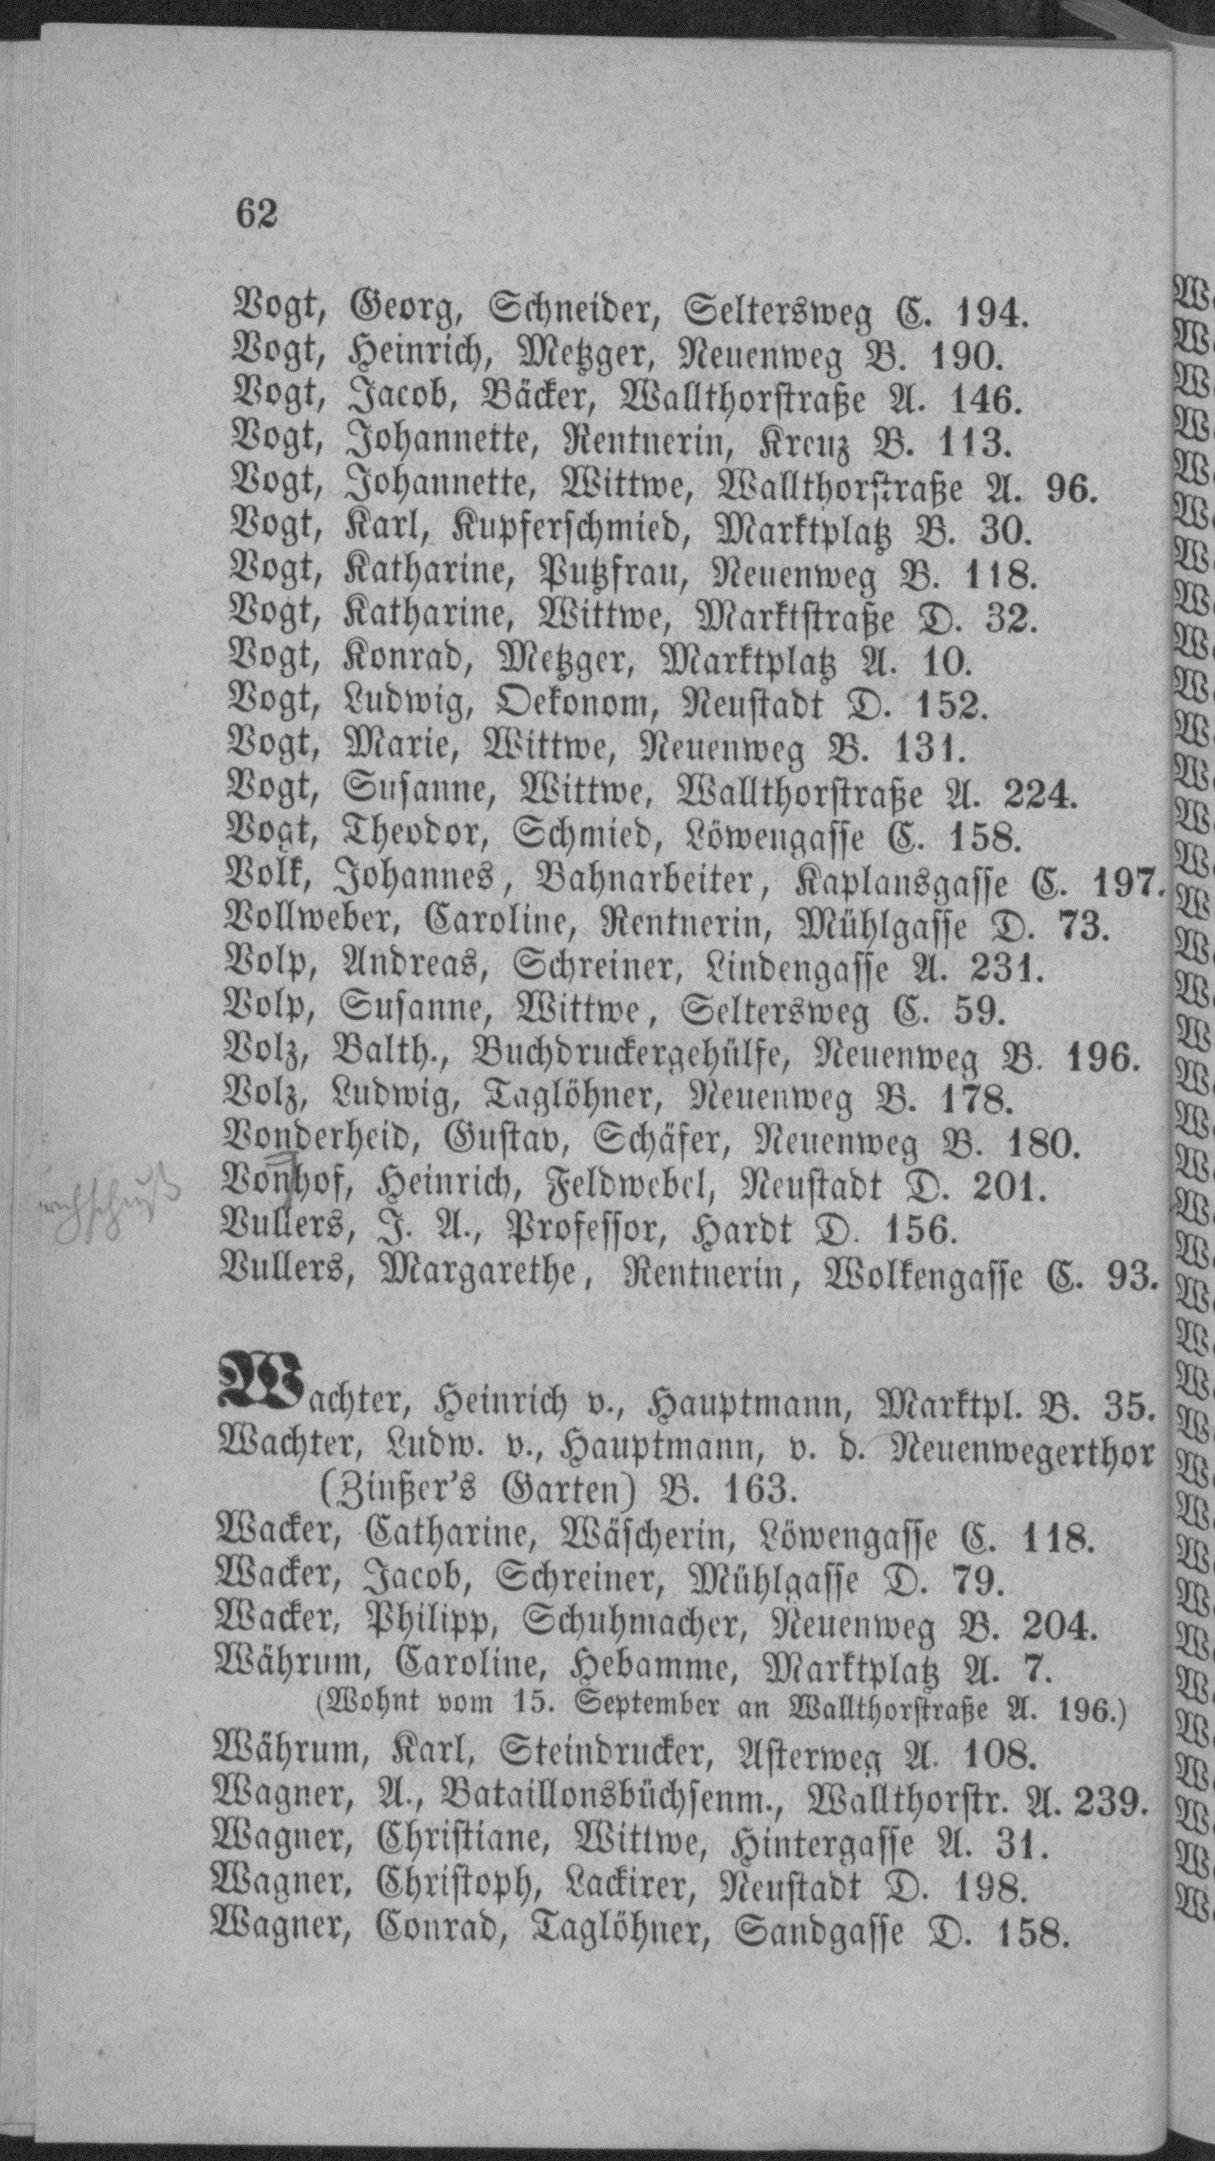 62
Vogt, Georg, Schneider, Seltersweg C. 194.
Vogt, Heinrich, Metzger, Neuenweg B. 190.
Vogt, Jacob, Bäcker, Wallthorstraße A. 146.
Vogt, Johannette, Rentnerin, Kreuz B. 113.
Vogt, Johannette, Wittwe, Wallthorstraße A. 96.
Vogt, Karl, Kupferschmied, Marktplatz B. 30.
Vogt, Katharine, Putzfrau, Neuenweg B. 118.
Vogt, Katharine, Wittwe, Marktstraße D. 32.
Vogt, Konrad, Metzger, Marktplatz A. 10.
Vogt, Ludwig, Oekonom, Neustadt D. 152.
Vogt, Marie, Wittwe, Neuenweg B. 131.
Vogt, Susanne, Wittwe, Wallthorstraße A. 224.
Vogt, Theodor, Schmied, Löwengasse C. 158.
Volk, Johannes, Bahnarbeiter, Kaplansgasse C. 197.
Vollweber, Caroline, Rentnerin, Mühlgasse D. 73.
Volp, Andreas, Schreiner, Lindengasse A. 231.
Volp, Susanne, Wittwe, Seltersweg C. 59.
Volz, Balth., Buchdruckergehülfe, Neuenweg B. 196.
Volz, Ludwig, Taglöhner, Neuenweg B. 178.
Vonderheid, Gustav, Schäfer, Neuenweg B. 180.
Vonhof, Heinrich, Feldwebel, Neustadt D. 201.
Vullers, J. A., Professor, Hardt D. 156.
Vullers, Margarethe, Rentnerin, Wolkengasse C. 93.
Wachter, Heinrich v., Hauptmann, Marktpl. B. 35.
Wachter, Ludw. v., Hauptmann, v. d. Neuenwegerthor
(Zinßer's Garten) B. 163.
Wacker, Catharine, Wäscherin, Löwengasse C. 118.
Wacker, Jacob, Schreiner, Mühlgasse D. 79.
Wacker, Philipp, Schuhmacher, Neuenweg B. 204.
Währum, Caroline, Hebamme, Marktplatz A. 7.
(Wohnt vom 15. September an Wallthorstraße A. 196.)
Währum, Karl, Steindrucker, Asterweg A. 108.
Wagner, A., Bataillonsbüchsenm., Wallthorstr. A. 239.
Wagner, Christiane, Wittwe, Hintergasse A. 31.
Wagner, Christoph, Lackirer, Neustadt D. 198.
Wagner, Conrad, Taglöhner, Sandgasse D. 158.